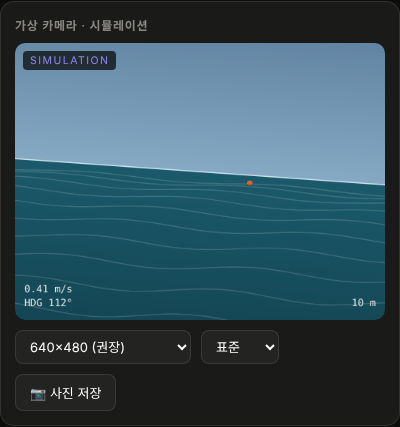 가상 카메라 · 시뮬레이션
SIMULATION
0.41 m/s
HDG 112°
10 m
640×480 (권장)
표준
📷 사진 저장